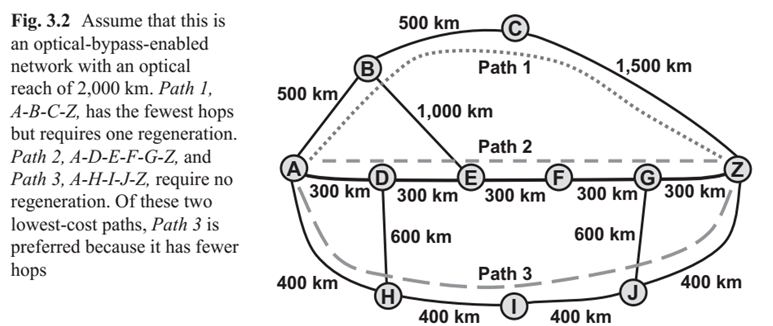 Fig. 3.2 Assume that this is
an optical-bypass-enabled
network with an optical
reach of 2,000 km. Path 1,
A-B-C-Z, has the fewest hops
but requires one regeneration.
Path 2, A-D-E-F-G-Z, and
Path 3, A-H-I-J-Z, require no
regeneration. Of these two
lowest-cost paths, Path 3 is
preferred because it has fewer
hops
500 km
C
B
Path 1
1,500 km
500 km
1,000 km
Path 2
A
D
E
F
G
Z
300 km
300 km
300 km
300 km
300 km
600 km
600 km
Path 3
400 km
400 km
H
I
J
400 km
400 km